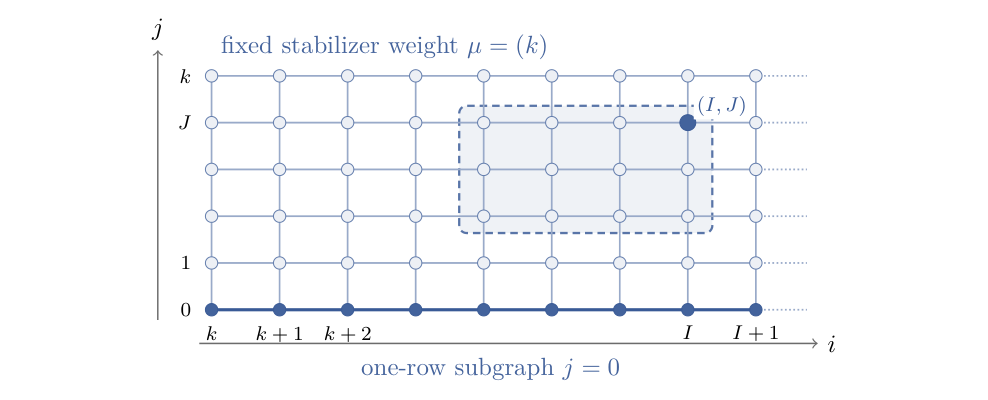 j
fixed stabilizer weight μ = (k)
k
(I, J)
J
1
0
k k + 1 k + 2 I I + 1
i
one-row subgraph j = 0